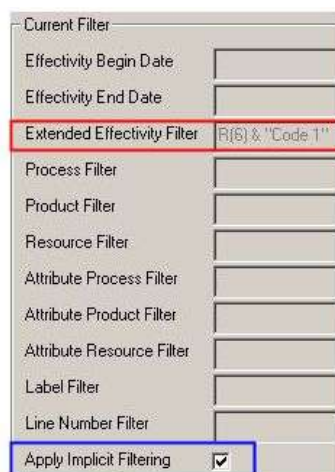 Current Filter
Effectivity Begin Date
Effectivity End Date
Extended Effectivity Filter R(6) & "Code 1"
Process Filter
Product Filter
Resource Filter
Attribute Process Filter
Attribute Product Filter
Attribute Resource Filter
Label Filter
Line Number Filter
Apply Implicit Filtering